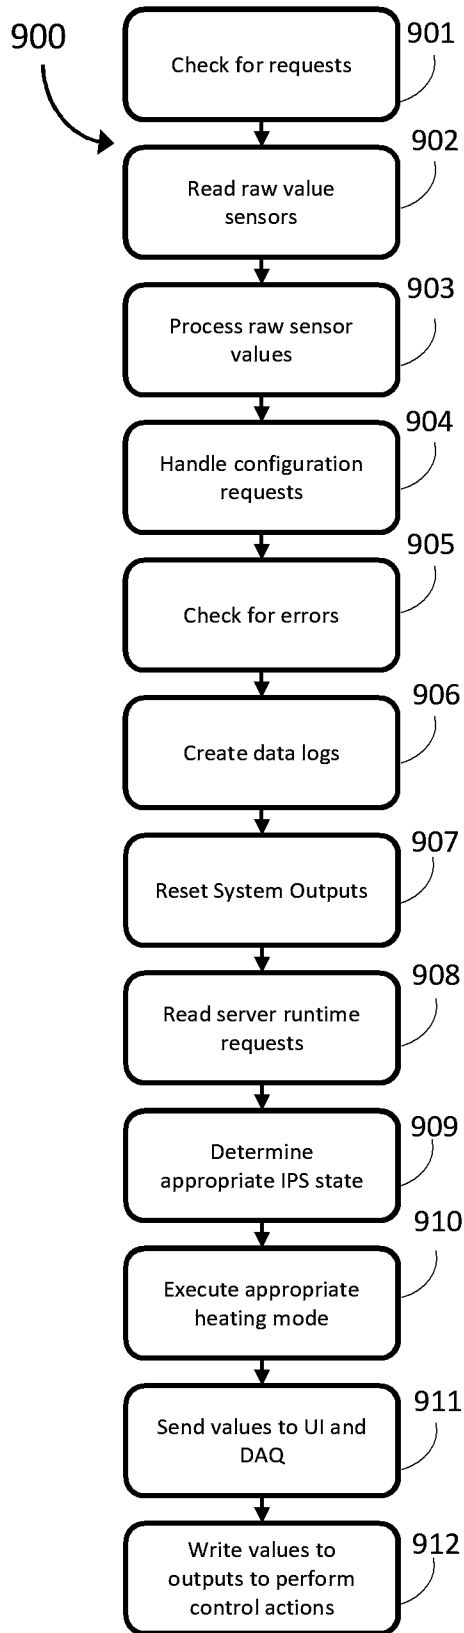 900
901
Check for requests
902
Read raw value
sensors
903
Process raw sensor
values
904
Handle configuration
requests
905
Check for errors
906
Create data logs
907
Reset System Outputs
908
Read server runtime
requests
909
Determine
appropriate IPS state
910
Execute appropriate
heating mode
911
Send values to UI and
DAQ
912
Write values to
outputs to perform
control actions